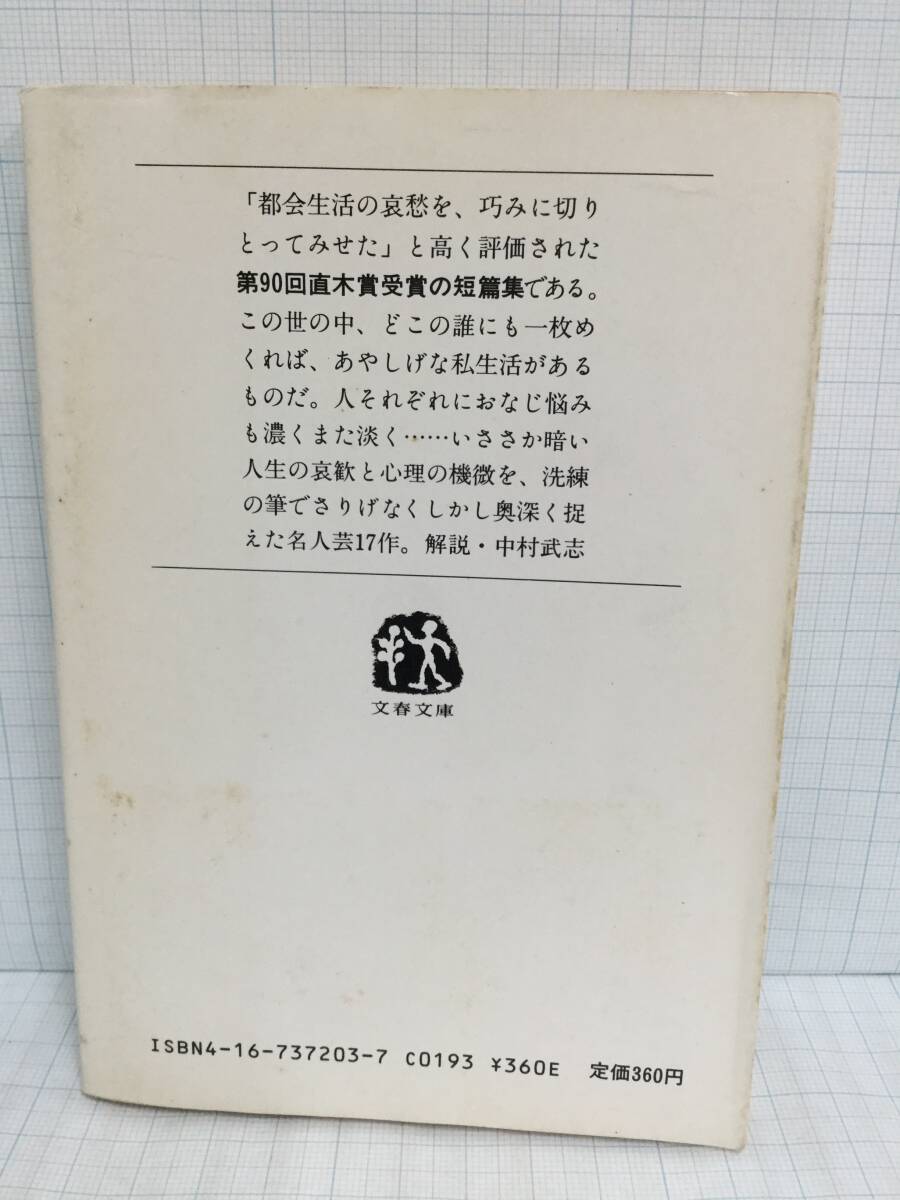 「都会生活の哀愁を、巧みに切り
とってみせた」と高く評価された
第90回直木賞受賞の短篇集である。
この世の中、どこの誰にも一枚め
くれば、あやしげな私生活がある
ものだ。人それぞれにおなじ悩み
も濃くまた淡く……いささか暗い
人生の哀歓と心理の機微を、洗練
の筆でさりげなくしかし奥深く捉
えた名人芸17作。解説・中村武志
文春文庫
ISBN4-16-737203-7 C0193 ¥360E 定価360円